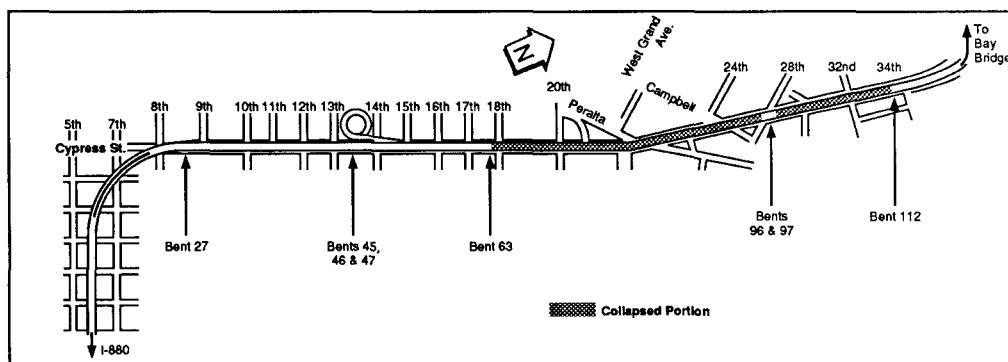 To
Bay
Bridge
N
West Grand
Ave.
Campbell
24th
28th
32nd
34th
20th
Peralta
8th
9th
10th
11th
12th
13th
14th
15th
16th
17th
18th
5th
7th
Cypress St.
Bent 27
Bents 45,
46 & 47
Bent 63
Bents
96 & 97
Bent 112
Collapsed Portion
I-880